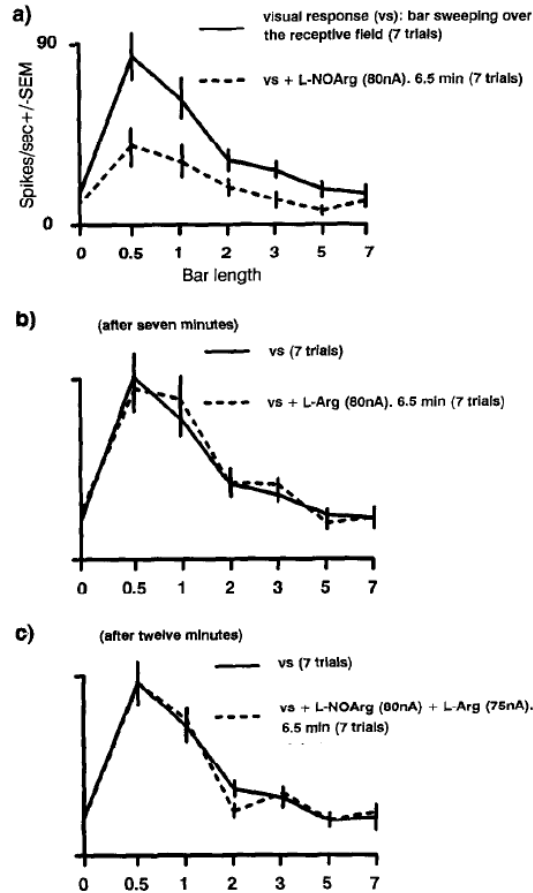 a)
visual response (vs): bar sweeping over
the receptive field (7 trials)
90
vs + L-NOArg (80nA). 6.5 min (7 trials)
Spikes/sec+/-SEM
0
0 0.5 1 2 3 5 7
Bar length
b)
(after seven minutes)
vs (7 trials)
vs + L-Arg (80nA). 6.5 min (7 trials)
0 0.5 1 2 3 5 7
c)
(after twelve minutes)
vs (7 trials)
vs + L-NOArg (80nA) + L-Arg (75nA).
6.5 min (7 trials)
0 0.5 1 2 3 5 7